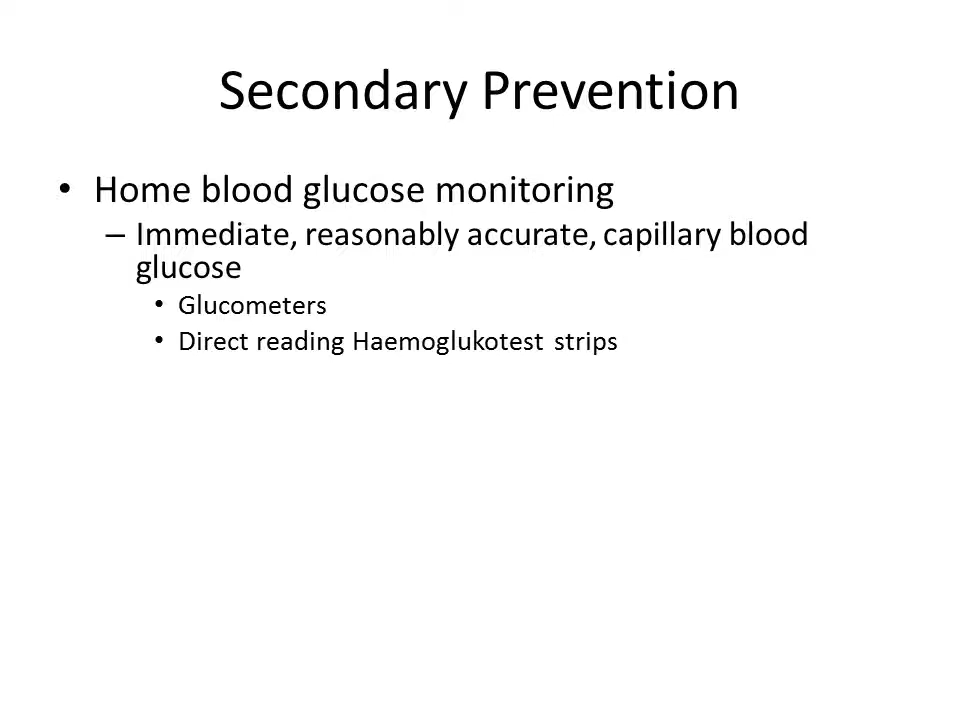 Secondary Prevention
• Home blood glucose monitoring
– Immediate, reasonably accurate, capillary blood
glucose
• Glucometers
• Direct reading Haemoglukotest strips